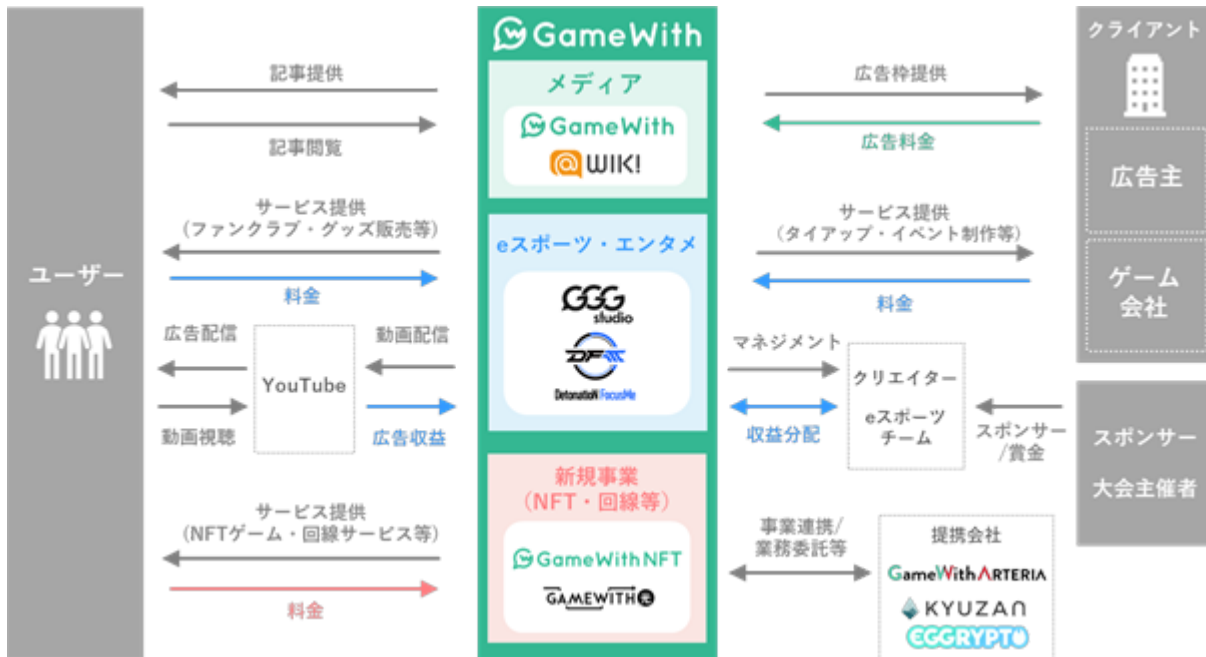 GameWith
クライアント
記事提供
メディア
広告枠提供
GameWith
@WIKI
記事閲覧
広告料金
広告主
サービス提供
(ファンクラブ・グッズ販売等)
eスポーツ・エンタメ
サービス提供
(タイアップ・イベント制作等)
ユーザー
料金
GGG
studio
料金
ゲーム
会社
広告配信
動画配信
DFM
マネジメント
YouTube
DetonatioN FocusMe
クリエイター
eスポーツ
チーム
動画視聴
広告収益
収益分配
スポンサー
/賞金
スポンサー
大会主催者
新規事業
(NFT・回線等)
サービス提供
(NFTゲーム・回線サービス等)
事業連携/
業務委託等
提携会社
GameWith NFT
GameWith ARTERIA
料金
GAMEWITH
KYUZAN
EGGRYPTO